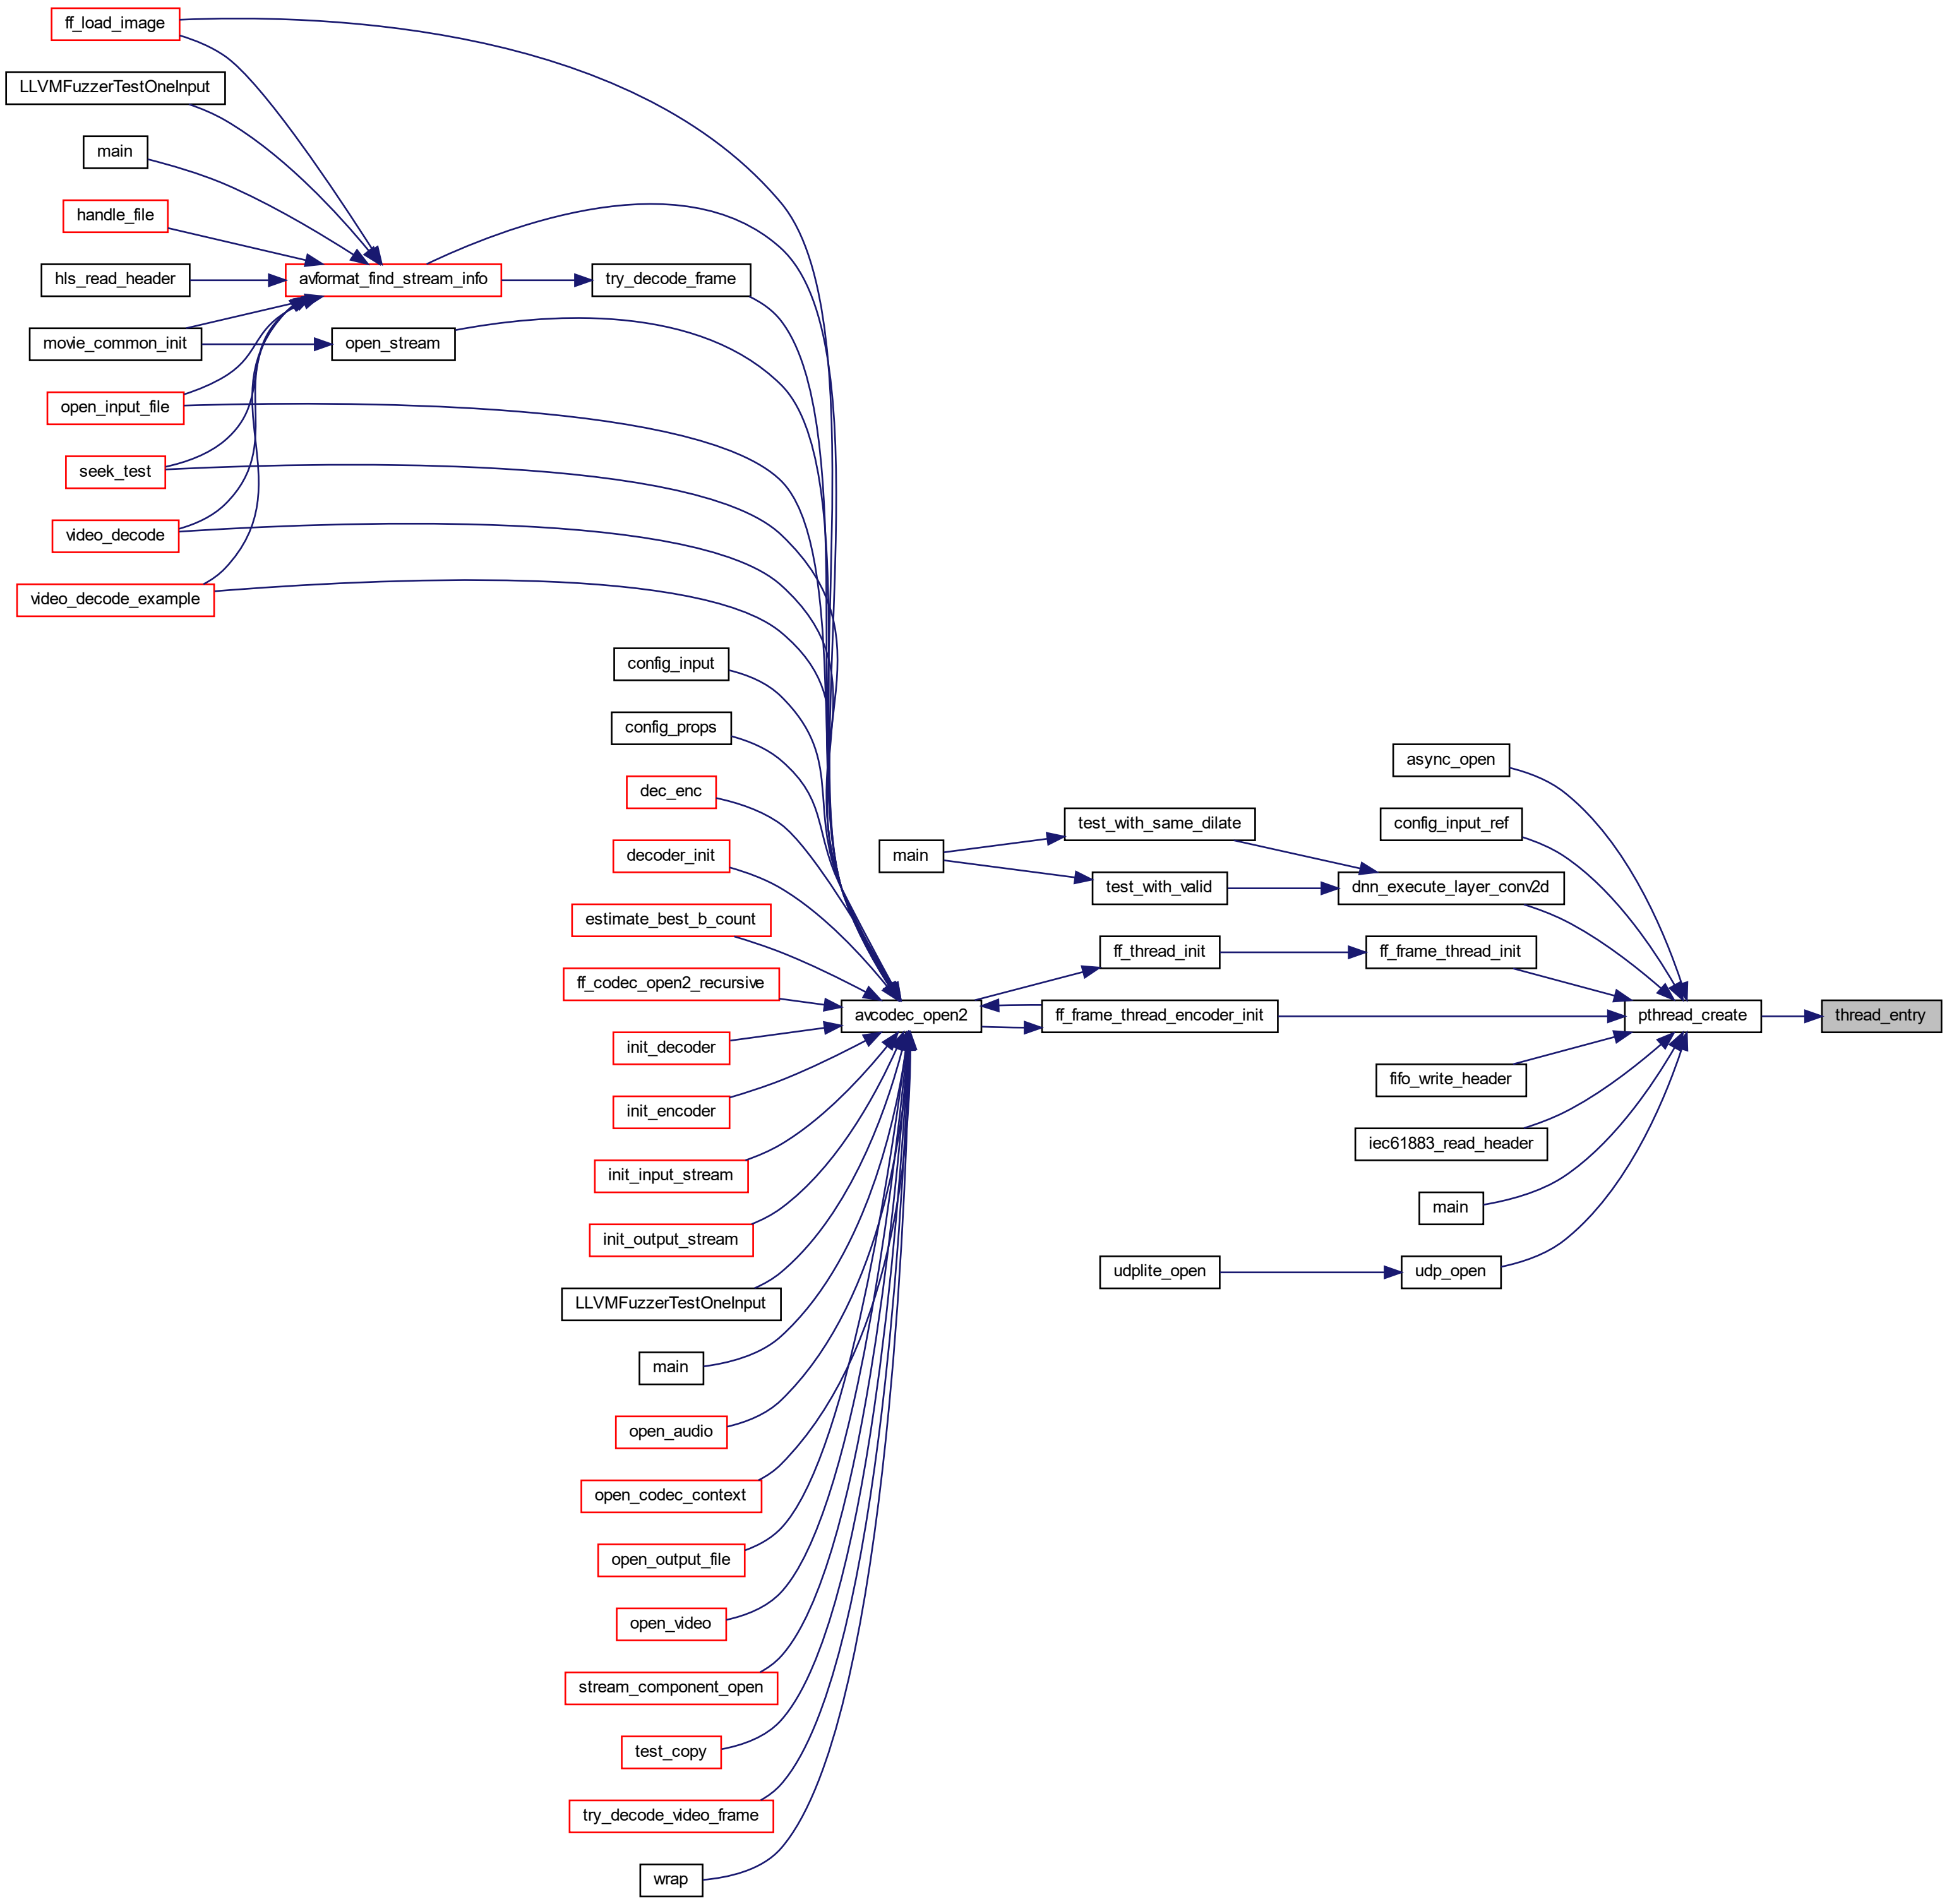 ff_load_image
LLVMFuzzerTestOneInput
main
handle_file
hls_read_header
avformat_find_stream_info
try_decode_frame
movie_common_init
open_stream
open_input_file
seek_test
video_decode
video_decode_example
config_input
config_props
async_open
dec_enc
config_input_ref
test_with_same_dilate
decoder_init
main
test_with_valid
dnn_execute_layer_conv2d
estimate_best_b_count
ff_thread_init
ff_frame_thread_init
ff_codec_open2_recursive
avcodec_open2
ff_frame_thread_encoder_init
pthread_create
thread_entry
init_decoder
fifo_write_header
init_encoder
iec61883_read_header
init_input_stream
main
init_output_stream
udplite_open
udp_open
LLVMFuzzerTestOneInput
main
open_audio
open_codec_context
open_output_file
open_video
stream_component_open
test_copy
try_decode_video_frame
wrap